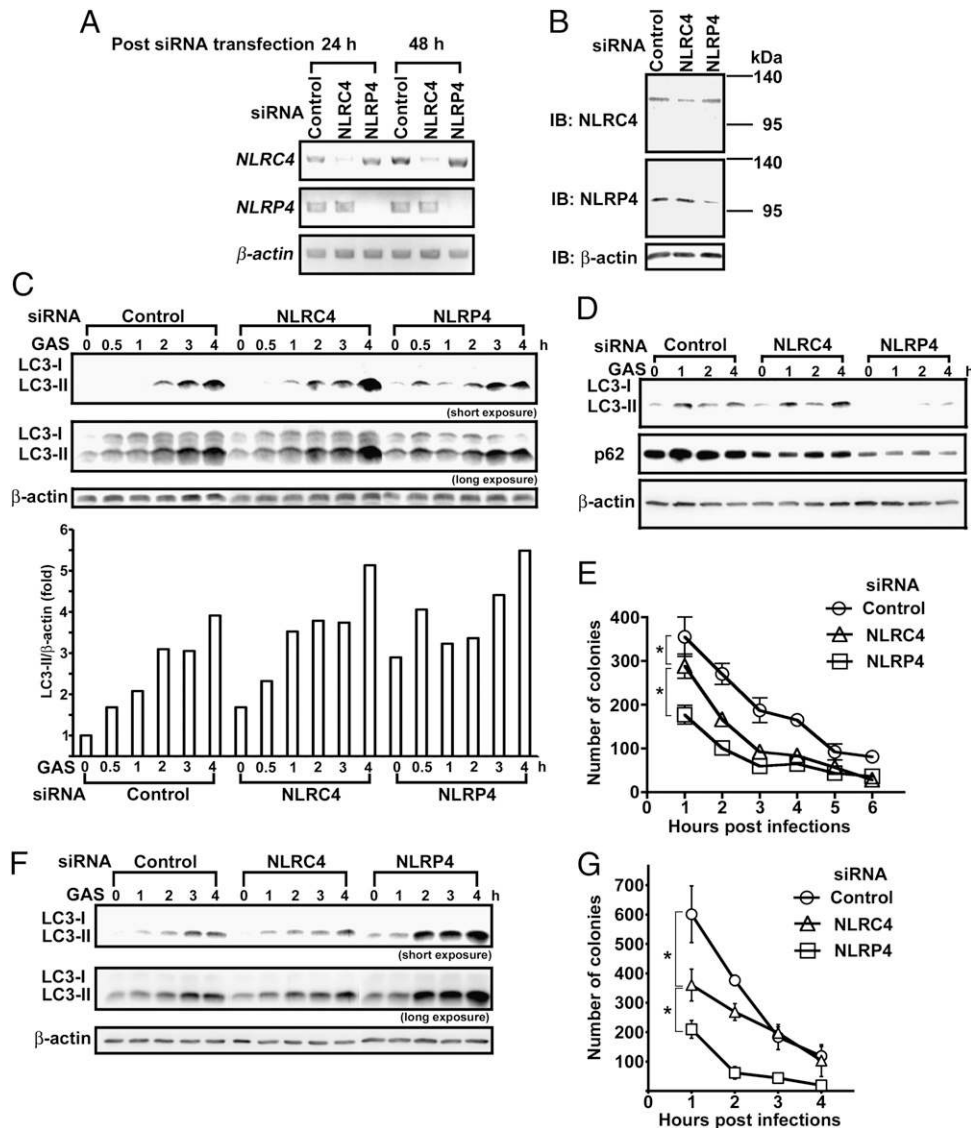 A
Post siRNA transfection 24 h 48 h
siRNA Control NLRC4 NLRP4 Control NLRC4 NLRP4
NLRC4
NLRP4
β-actin
B
siRNA Control NLRC4 NLRP4 kDa
140
IB: NLRC4
95
140
IB: NLRP4
95
IB: β-actin
C
siRNA Control NLRC4 NLRP4
GAS 0 0.5 1 2 3 4 0 0.5 1 2 3 4 0 0.5 1 2 3 4 h
LC3-I
LC3-II
(short exposure)
LC3-I
LC3-II
(long exposure)
β-actin
LC3-II/β-actin (fold)
5
4
3
2
1
GAS 0 0.5 1 2 3 4 0 0.5 1 2 3 4 0 0.5 1 2 3 4 h
siRNA Control NLRC4 NLRP4
D
siRNA Control NLRC4 NLRP4
GAS 0 1 2 4 0 1 2 4 0 1 2 4 h
LC3-I
LC3-II
p62
β-actin
E
siRNA
Control
NLRC4
NLRP4
Number of colonies
400
300
200
100
0
*
*
0 1 2 3 4 5 6
Hours post infections
F
siRNA Control NLRC4 NLRP4
GAS 0 1 2 3 4 0 1 2 3 4 0 1 2 3 4 h
LC3-I
LC3-II
(short exposure)
LC3-I
LC3-II
(long exposure)
β-actin
G
siRNA
Control
NLRC4
NLRP4
Number of colonies
700
600
500
400
300
200
100
*
*
0 1 2 3 4
Hours post infections